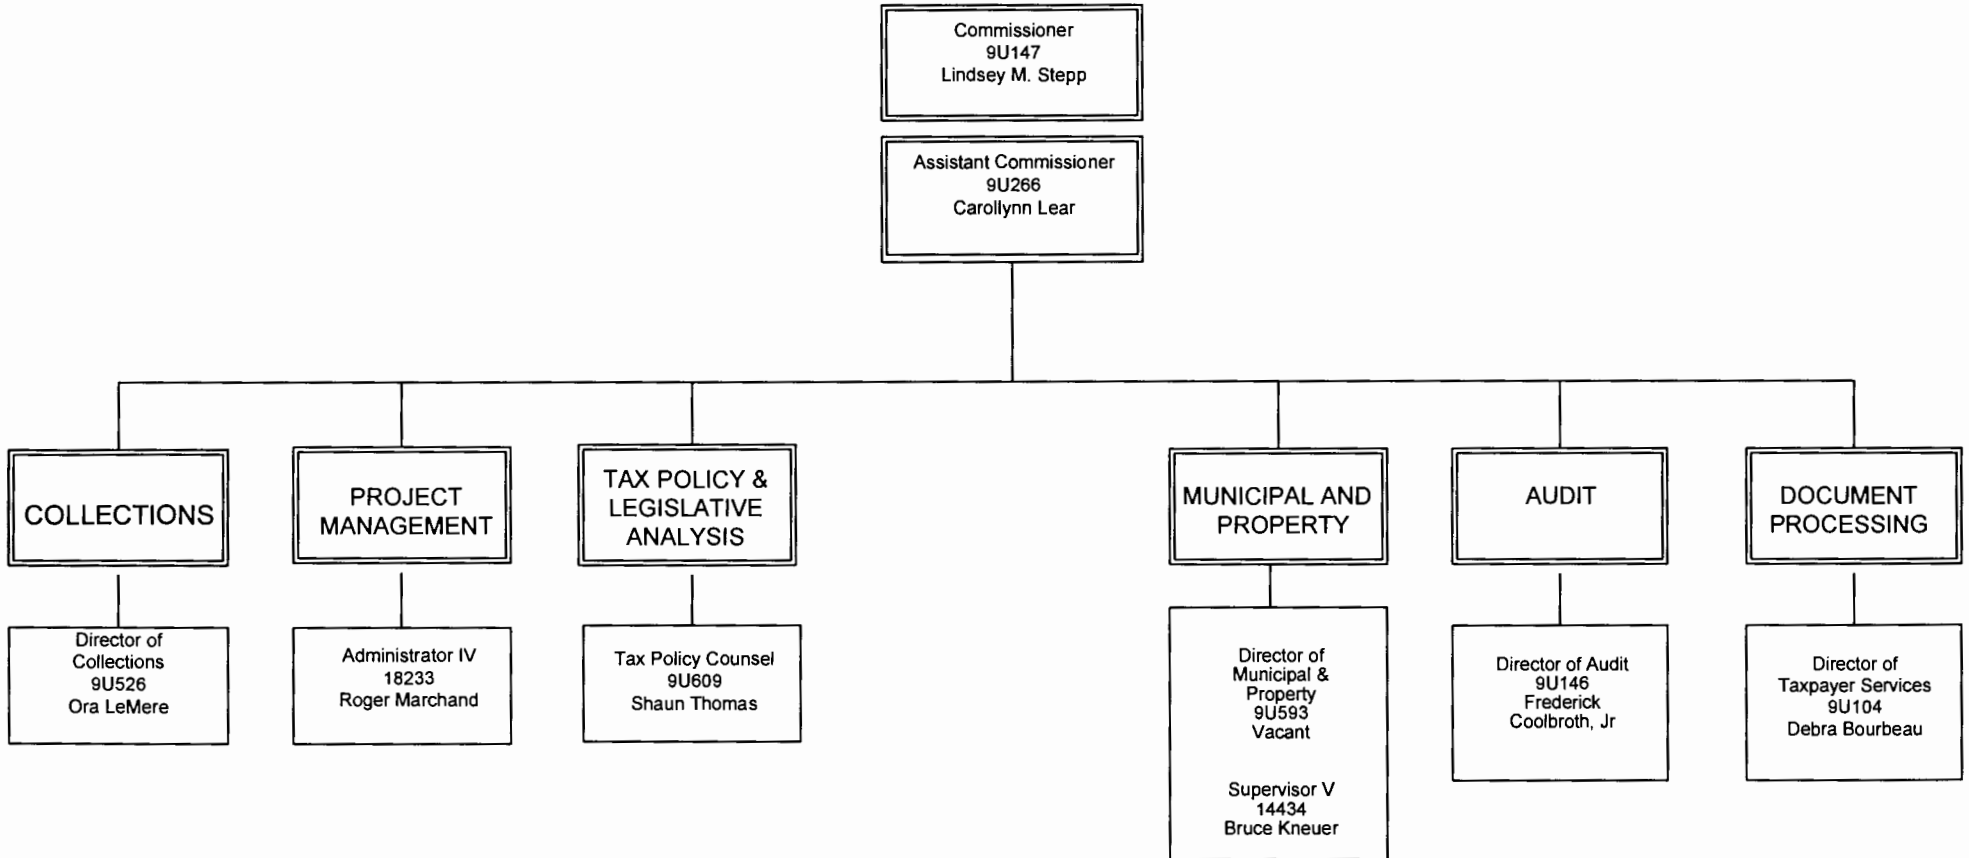 Commissioner
9U147
Lindsey M. Stepp
Assistant Commissioner
9U266
Carollynn Lear
COLLECTIONS
PROJECT
MANAGEMENT
TAX POLICY &
LEGISLATIVE
ANALYSIS
MUNICIPAL AND
PROPERTY
AUDIT
DOCUMENT
PROCESSING
Director of
Collections
9U526
Ora LeMere
Administrator IV
18233
Roger Marchand
Tax Policy Counsel
9U609
Shaun Thomas
Director of
Municipal &
Property
9U593
Vacant
Supervisor V
14434
Bruce Kneuer
Director of Audit
9U146
Frederick
Coolbroth, Jr
Director of
Taxpayer Services
9U104
Debra Bourbeau